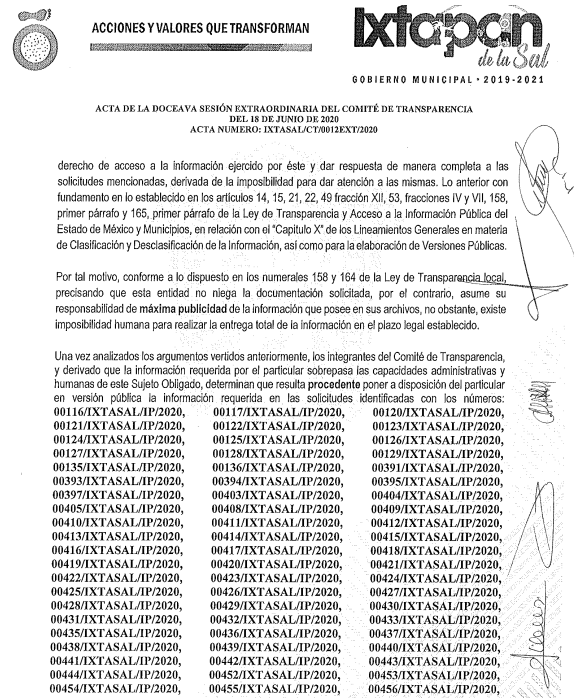 ACCIONES Y VALORES QUE TRANSFORMAN
Ixtapan
de la Sal
GOBIERNO MUNICIPAL • 2019-2021
ACTA DE LA DOCEAVA SESIÓN EXTRAORDINARIA DEL COMITÉ DE TRANSPARENCIA
DEL 18 DE JUNIO DE 2020
ACTA NUMERO: IXTASAL/CT/0012EXT/2020
derecho de acceso a la información ejercido por éste y dar respuesta de manera completa a las
solicitudes mencionadas, derivada de la imposibilidad para dar atención a las mismas. Lo anterior con
fundamento en lo establecido en los artículos 14, 15, 21, 22, 49 fracción XII, 53, fracciones IV y VII, 158,
primer párrafo y 165, primer párrafo de la Ley de Transparencia y Acceso a la Información Pública del
Estado de México y Municipios, en relación con el "Capitulo X" de los Lineamientos Generales en materia
de Clasificación y Desclasificación de la Información, así como para la elaboración de Versiones Públicas.
Por tal motivo, conforme a lo dispuesto en los numerales 158 y 164 de la Ley de Transparencia local,
precisando que esta entidad no niega la documentación solicitada, por el contrario, asume su
responsabilidad de máxima publicidad de la información que posee en sus archivos, no obstante, existe
imposibilidad humana para realizar la entrega total de la información en el plazo legal establecido.
Una vez analizados los argumentos vertidos anteriormente, los integrantes del Comité de Transparencia,
y derivado que la información requerida por el particular sobrepasa las capacidades administrativas y
humanas de este Sujeto Obligado, determinan que resulta procedente poner a disposición del particular
en versión pública la información requerida en las solicitudes identificadas con los números:
00116/IXTASAL/IP/2020, 00117/IXTASAL/IP/2020, 00120/IXTASAL/IP/2020,
00121/IXTASAL/IP/2020, 00122/IXTASAL/IP/2020, 00123/IXTASAL/IP/2020,
00124/IXTASAL/IP/2020, 00125/IXTASAL/IP/2020, 00126/IXTASAL/IP/2020,
00127/IXTASAL/IP/2020, 00128/IXTASAL/IP/2020, 00129/IXTASAL/IP/2020,
00135/IXTASAL/IP/2020, 00136/IXTASAL/IP/2020, 00391/IXTASAL/IP/2020,
00393/IXTASAL/IP/2020, 00394/IXTASAL/IP/2020, 00395/IXTASAL/IP/2020,
00397/IXTASAL/IP/2020, 00403/IXTASAL/IP/2020, 00404/IXTASAL/IP/2020,
00405/IXTASAL/IP/2020, 00408/IXTASAL/IP/2020, 00409/IXTASAL/IP/2020,
00410/IXTASAL/IP/2020, 00411/IXTASAL/IP/2020, 00412/IXTASAL/IP/2020,
00413/IXTASAL/IP/2020, 00414/IXTASAL/IP/2020, 00415/IXTASAL/IP/2020,
00416/IXTASAL/IP/2020, 00417/IXTASAL/IP/2020, 00418/IXTASAL/IP/2020,
00419/IXTASAL/IP/2020, 00420/IXTASAL/IP/2020, 00421/IXTASAL/IP/2020,
00422/IXTASAL/IP/2020, 00423/IXTASAL/IP/2020, 00424/IXTASAL/IP/2020,
00425/IXTASAL/IP/2020, 00426/IXTASAL/IP/2020, 00427/IXTASAL/IP/2020,
00428/IXTASAL/IP/2020, 00429/IXTASAL/IP/2020, 00430/IXTASAL/IP/2020,
00431/IXTASAL/IP/2020, 00432/IXTASAL/IP/2020, 00433/IXTASAL/IP/2020,
00435/IXTASAL/IP/2020, 00436/IXTASAL/IP/2020, 00437/IXTASAL/IP/2020,
00438/IXTASAL/IP/2020, 00439/IXTASAL/IP/2020, 00440/IXTASAL/IP/2020,
00441/IXTASAL/IP/2020, 00442/IXTASAL/IP/2020, 00443/IXTASAL/IP/2020,
00444/IXTASAL/IP/2020, 00452/IXTASAL/IP/2020, 00453/IXTASAL/IP/2020,
00454/IXTASAL/IP/2020, 00455/IXTASAL/IP/2020, 00456/IXTASAL/IP/2020,